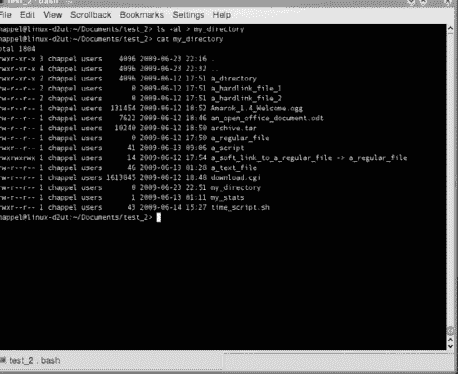 test_2 : bash
File Edit View Scrollback Bookmarks Settings Help
happel@linux-d2ut:~/Documents/test_2> ls -al > my_directory
happel@linux-d2ut:~/Documents/test_2> cat my_directory
otal 1804
rwxr-xr-x 3 chappel users 4096 2009-06-23 22:16 .
rwxr-xr-x 4 chappel users 4096 2009-06-23 22:32 ..
rwxr-xr-x 2 chappel users 4096 2009-06-12 17:51 a_directory
rw-r--r-- 2 chappel users 0 2009-06-12 17:51 a_hardlink_file_1
rw-r--r-- 2 chappel users 0 2009-06-12 17:51 a_hardlink_file_2
rw-r--r-- 1 chappel users 131454 2009-06-12 18:52 Amarok_1.4_Welcome.ogg
rw-r--r-- 1 chappel users 7622 2009-06-12 18:46 an_open_office_document.odt
rw-r--r-- 1 chappel users 10240 2009-06-12 18:50 archive.tar
rw-r--r-- 1 chappel users 0 2009-06-12 17:51 a_regular_file
rwxr-xr-x 1 chappel users 41 2009-06-13 09:06 a_script
rwxrwxrwx 1 chappel users 14 2009-06-12 17:54 a_soft_link_to_a_regular_file -> a_regular_file
rw-r--r-- 1 chappel users 46 2009-06-13 01:28 a_text_file
rw-r--r-- 1 chappel users 2009-06-12 18:48 download.cgi
rw-r--r-- 1 chappel users 0 2009-06-23 22:51 my_directory
rw-r--r-- 1 chappel users 1 2009-06-13 01:11 my_stats
rw-r--r-- 1 chappel users 43 2009-06-14 15:27 time_script.sh
happel@linux-d2ut:~/Documents/test_2>
test_2 : bash